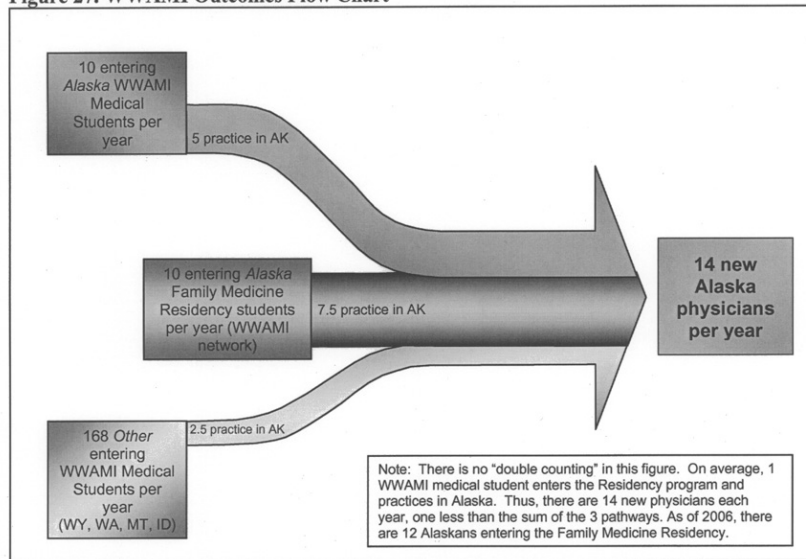 Figure 27. WWAMI Outcomes Flow Chart
10 entering
Alaska WWAMI
Medical
Students per
year
5 practice in AK
10 entering Alaska
Family Medicine
Residency students
per year (WWAMI
network)
7.5 practice in AK
14 new
Alaska
physicians
per year
168 Other
entering
WWAMI Medical
Students per
year
(WY, WA, MT, ID)
2.5 practice in AK
Note: There is no "double counting" in this figure. On average, 1
WWAMI medical student enters the Residency program and
practices in Alaska. Thus, there are 14 new physicians each
year, one less than the sum of the 3 pathways. As of 2006, there
are 12 Alaskans entering the Family Medicine Residency.